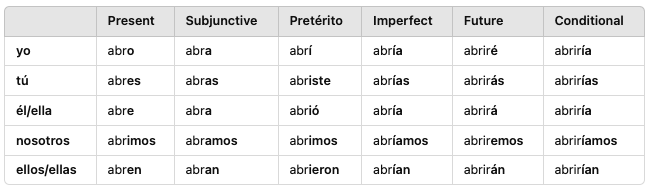 Present Subjunctive Pretérito Imperfect Future Conditional
yo abro abra abrí abría abriré abriría
tú abres abras abriste abrías abrirás abrirías
él/ella abre abra abrió abría abrirá abriría
nosotros abrimos abramos abrimos abríamos abriremos abriríamos
ellos/ellas abren abran abrieron abrían abrirán abrirían